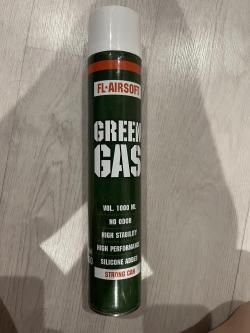 FL-AIRSOFT
GREEN
GAS
VOL. 1000 ML
NO ODOR
HIGH STABILITY
HIGH PERFORMANCE
SILICONE ADDED
STRONG CAN